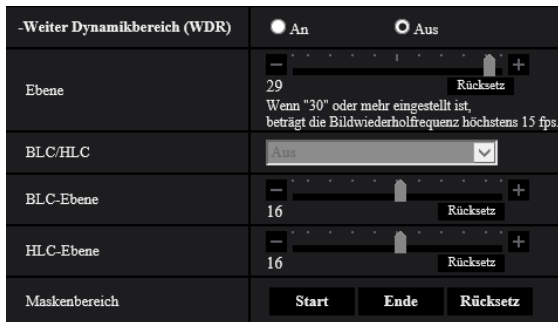 -Weiter Dynamikbereich (WDR)
An
Aus
Ebene
29
Rücksetz
Wenn "30" oder mehr eingestellt ist,
beträgt die Bildwiederholfrequenz höchstens 15 fps.
BLC/HLC
Aus
BLC-Ebene
16
Rücksetz
HLC-Ebene
16
Rücksetz
Maskenbereich
Start
Ende
Rücksetz